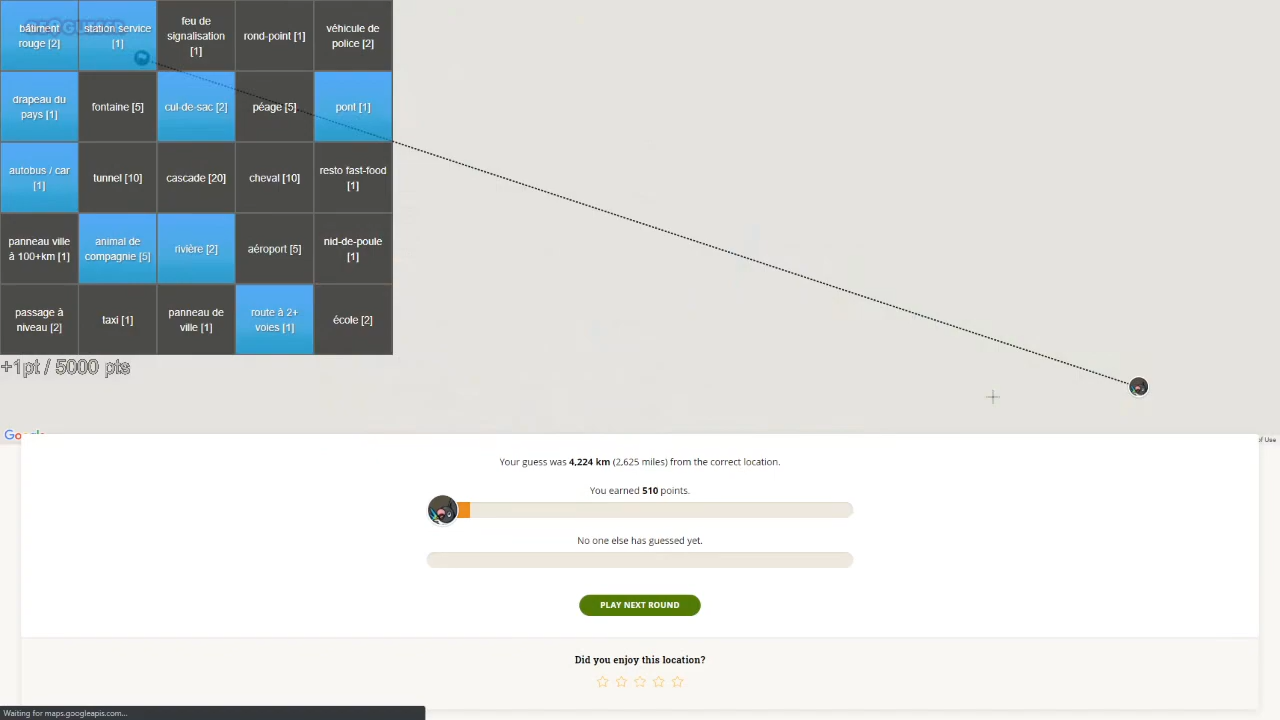 bâtiment
rouge [2]
station service
[1]
feu de
signalisation
[1]
rond-point [1]
véhicule de
police [2]
drapeau du
pays [1]
fontaine [5]
cul-de-sac [2]
péage [5]
pont [1]
autobus / car
[1]
tunnel [10]
cascade [20]
cheval [10]
resto fast-food
[1]
panneau ville
à 100+km [1]
animal de
compagnie [5]
rivière [2]
aéroport [5]
nid-de-poule
[1]
passage à
niveau [2]
taxi [1]
panneau de
ville [1]
route à 2+
voies [1]
école [2]
+1pt / 5000 pts
Google
of Use
Your guess was 4,224 km (2,625 miles) from the correct location.
You earned 510 points.
No one else has guessed yet.
PLAY NEXT ROUND
Did you enjoy this location?
Waiting for maps.googleapis.com...